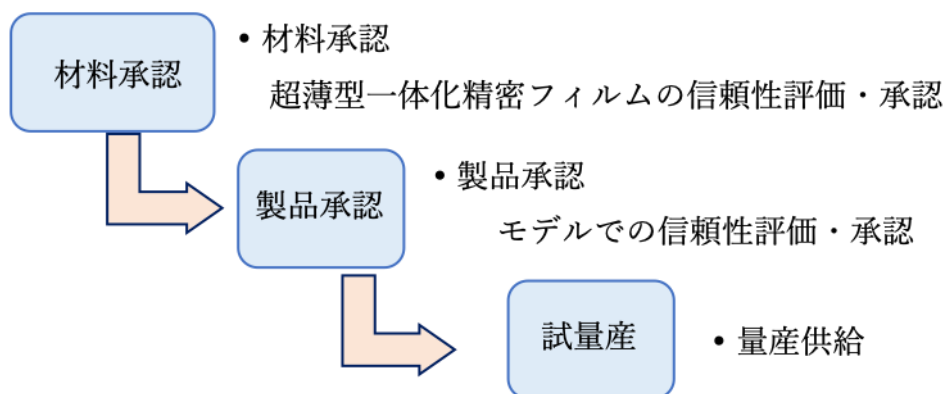 材料承認
• 材料承認
超薄型一体化精密フィルムの信頼性評価・承認
製品承認
• 製品承認
モデルでの信頼性評価・承認
試量産
• 量産供給